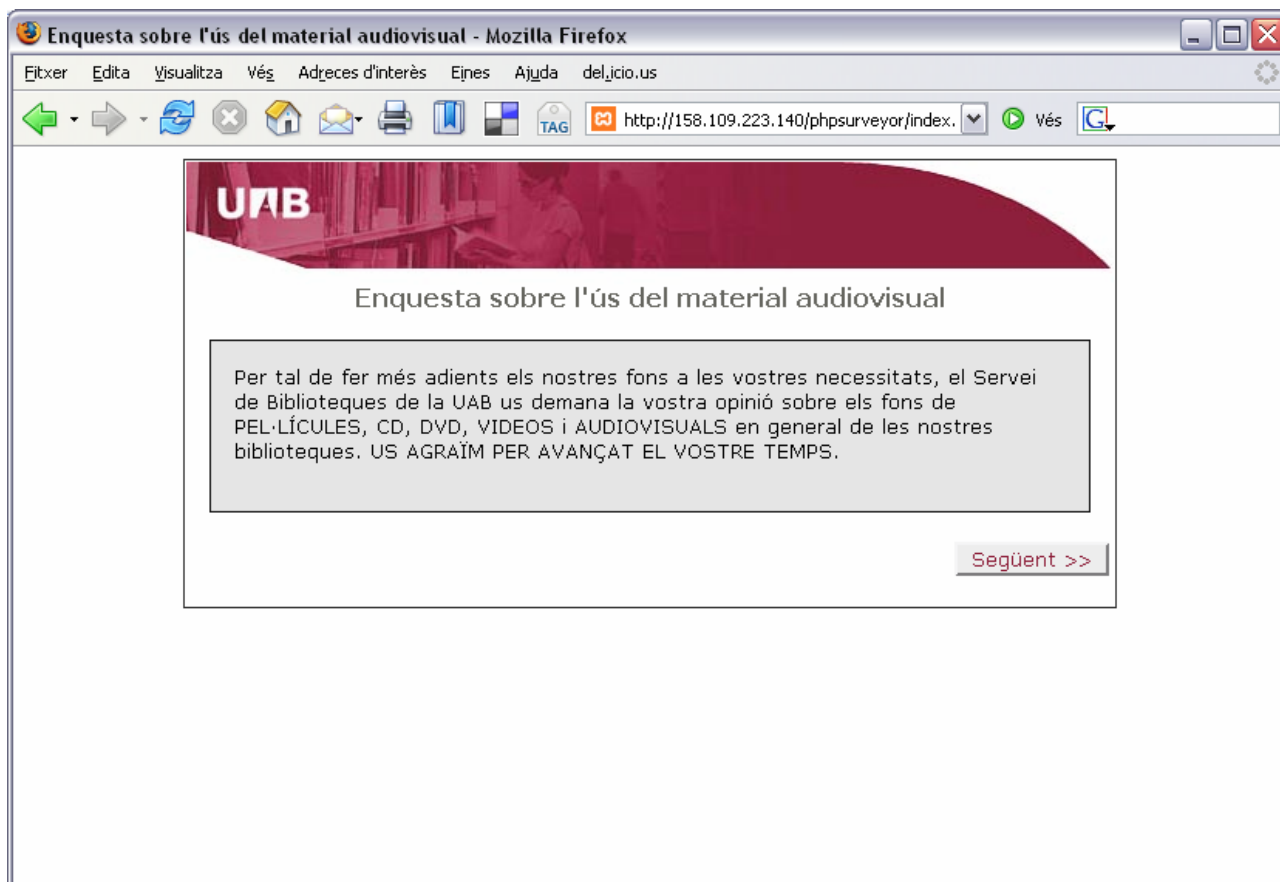 Enquesta sobre l'ús del material audiovisual - Mozilla Firefox
Fitxer Edita Visualitza Vés Adreces d'interès Eines Ajuda del.icio.us
TAG http://158.109.223.140/phpsurveyor/index. Vés G
UAB
Enquesta sobre l'ús del material audiovisual
Per tal de fer més adients els nostres fons a les vostres necessitats, el Servei
de Biblioteques de la UAB us demana la vostra opinió sobre els fons de
PEL·LÍCULES, CD, DVD, VIDEOS i AUDIOVISUALS en general de les nostres
biblioteques. US AGRAÏM PER AVANÇAT EL VOSTRE TEMPS.
Següent >>